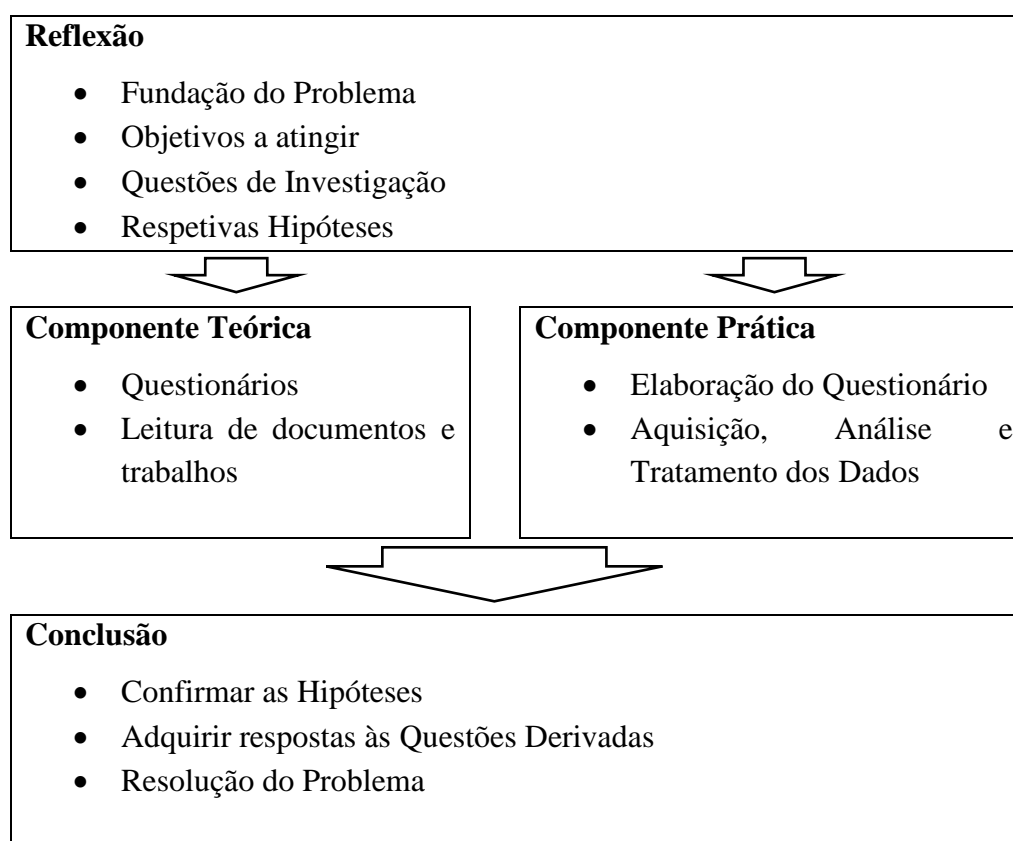 Reflexão
• Fundação do Problema
• Objetivos a atingir
• Questões de Investigação
• Respetivas Hipóteses
Componente Teórica
• Questionários
• Leitura de documentos e
trabalhos
Componente Prática
• Elaboração do Questionário
• Aquisição, Análise e
Tratamento dos Dados
Conclusão
• Confirmar as Hipóteses
• Adquirir respostas às Questões Derivadas
• Resolução do Problema